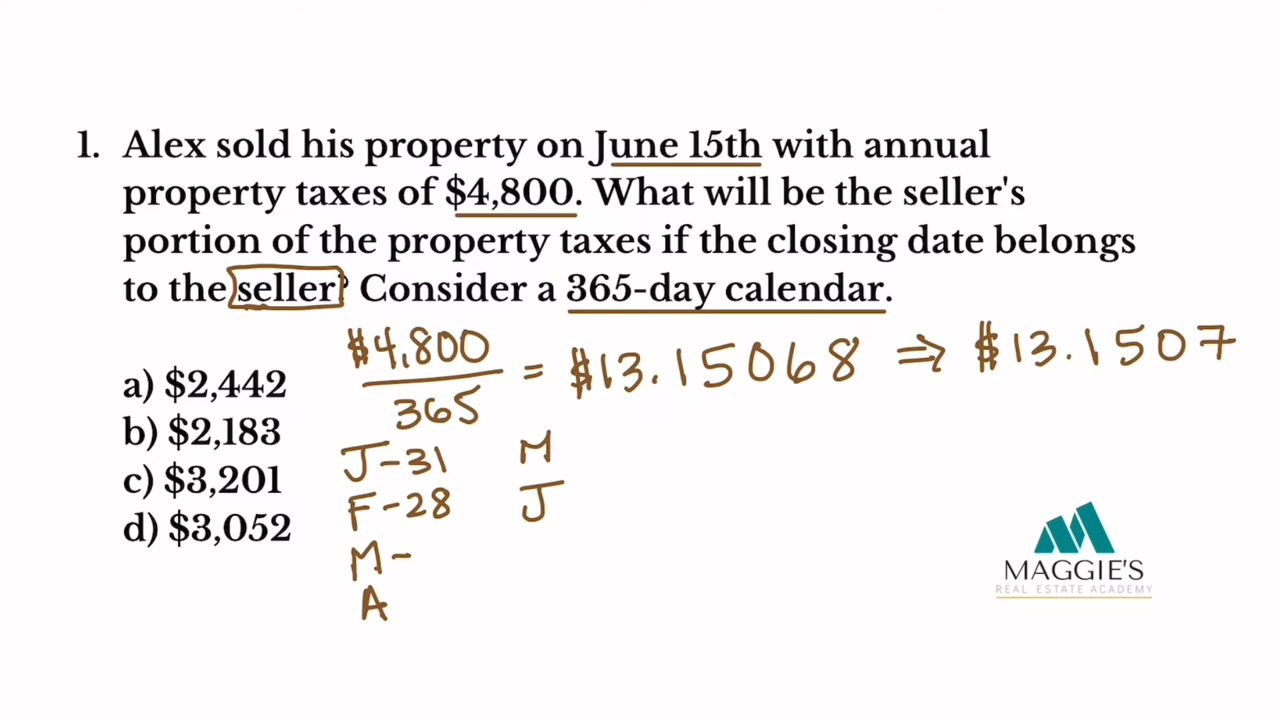 1. Alex sold his property on June 15th with annual
property taxes of $4,800. What will be the seller's
portion of the property taxes if the closing date belongs
to the seller? Consider a 365-day calendar.
$4,800 / 365 = $13.15068 ⇒ $13.1507
a) $2,442
b) $2,183
c) $3,201
d) $3,052
J-31 M
F-28 J
M-
A
MAGGIE'S
REAL ESTATE ACADEMY